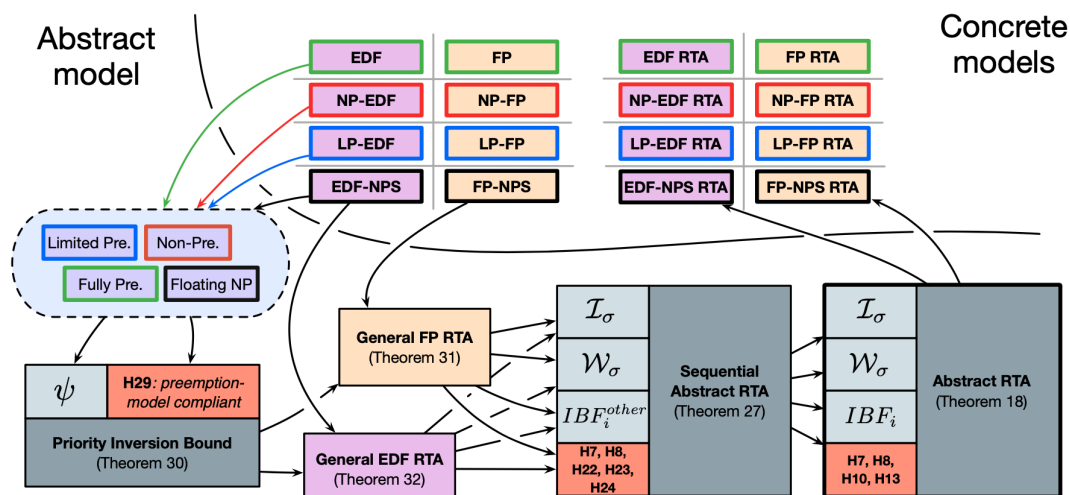 Abstract
model
Concrete
models
EDF
FP
EDF RTA
FP RTA
NP-EDF
NP-FP
NP-EDF RTA
NP-FP RTA
LP-EDF
LP-FP
LP-EDF RTA
LP-FP RTA
EDF-NPS
FP-NPS
EDF-NPS RTA
FP-NPS RTA
Limited Pre.
Non-Pre.
Fully Pre.
Floating NP
ψ
H29: preemption-
model compliant
Priority Inversion Bound
(Theorem 30)
General FP RTA
(Theorem 31)
General EDF RTA
(Theorem 32)
𝓘σ
𝓦σ
IBF_i^other
H7, H8,
H22, H23,
H24
Sequential
Abstract RTA
(Theorem 27)
𝓘σ
𝓦σ
IBF_i
H7, H8,
H10, H13
Abstract RTA
(Theorem 18)